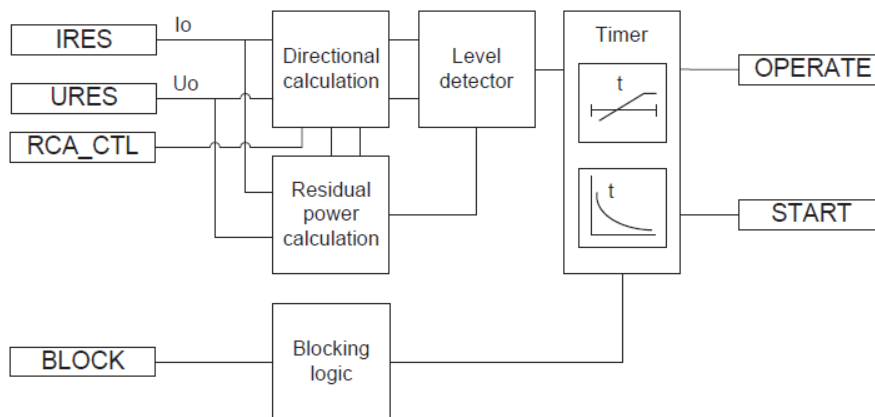 IRES
Io
URES
Uo
RCA_CTL
Directional
calculation
Level
detector
Timer
t
OPERATE
Residual
power
calculation
t
START
BLOCK
Blocking
logic